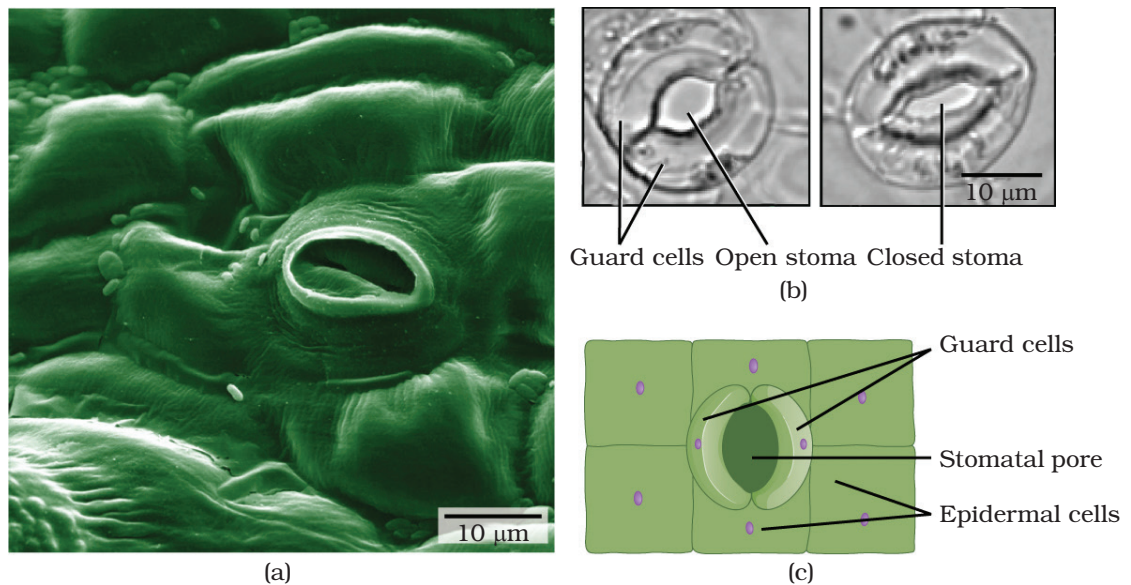 10 µm
(a)
10 µm
Guard cells Open stoma Closed stoma
(b)
Guard cells
Stomatal pore
Epidermal cells
(c)